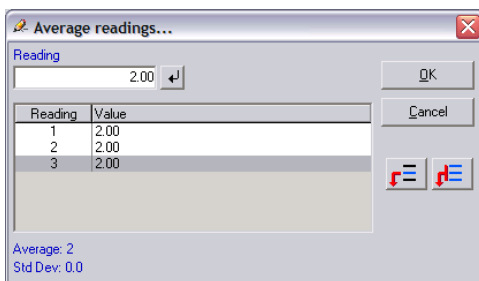 Average readings...
Reading
2.00
OK
Cancel
Reading Value
1 2.00
2 2.00
3 2.00
Average: 2
Std Dev: 0.0